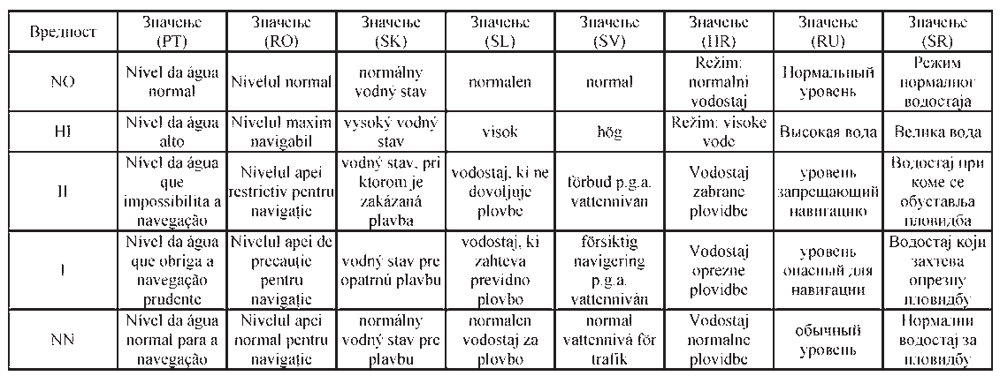 Вредност
Значење
(PT)
Значење
(RO)
Значење
(SK)
Значење
(SL)
Значење
(SV)
Значење
(HR)
Значење
(RU)
Значење
(SR)
NO
Nível da água
normal
Nivelul normal
normálny
vodný stav
normalen
normal
Režim:
normalni
vodostaj
Нормальный
уровень
Режим
нормалног
водостаја
HI
Nível da água
alto
Nivelul maxim
navigabil
vysoký vodný
stav
visok
hög
Režim: visoke
vode
Высокая вода
Велика вода
II
Nível da água
que
impossibilita a
navegação
Nivelul apei
restrictiv pentru
navigaţie
vodný stav, pri
ktorom je
zakázaná
plavba
vodostaj, ki ne
dovoljuje
plovbe
förbud p.g.a.
vattennivån
Vodostaj
zabrane
plovidbe
уровень
запрещающий
навигацию
Водостај при
коме се
обуставља
пловидба
I
Nível da água
que obriga a
navegação
prudente
Nivelul apei de
precauţie
pentru
navigaţie
vodný stav pre
opatrnú plavbu
vodostaj, ki
zahteva
previdno
plovbo
försiktig
navigering
p.g.a.
vattennivån
Vodostaj
oprezne
plovidbe
уровень
опасный для
навигации
Водостај који
захтева
опрезну
пловидбу
NN
Nível da água
normal para a
navegação
Nivelul apei
normal pentru
navigaţie
normálny
vodný stav pre
plavbu
normalen
vodostaj za
plovbo
normal
vattennivå för
trafik
Vodostaj
normalne
plovidbe
обычный
уровень
Нормални
водостај за
пловидбу